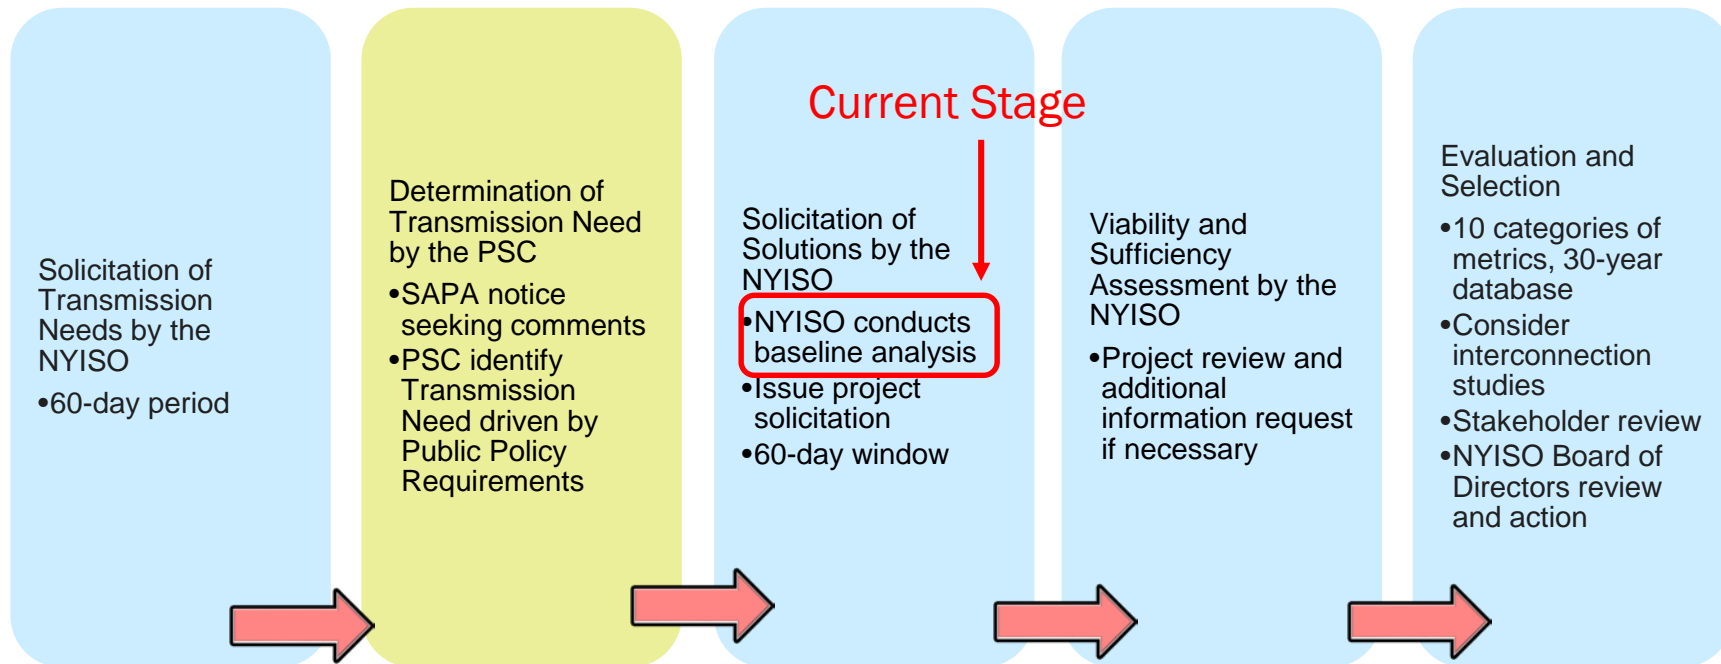 Solicitation of
Transmission
Needs by the
NYISO
•60-day period
Determination of
Transmission Need
by the PSC
•SAPA notice
seeking comments
•PSC identify
Transmission
Need driven by
Public Policy
Requirements
Current Stage
Solicitation of
Solutions by the
NYISO
•NYISO conducts
baseline analysis
•Issue project
solicitation
•60-day window
Viability and
Sufficiency
Assessment by the
NYISO
•Project review and
additional
information request
if necessary
Evaluation and
Selection
•10 categories of
metrics, 30-year
database
•Consider
interconnection
studies
•Stakeholder review
•NYISO Board of
Directors review
and action